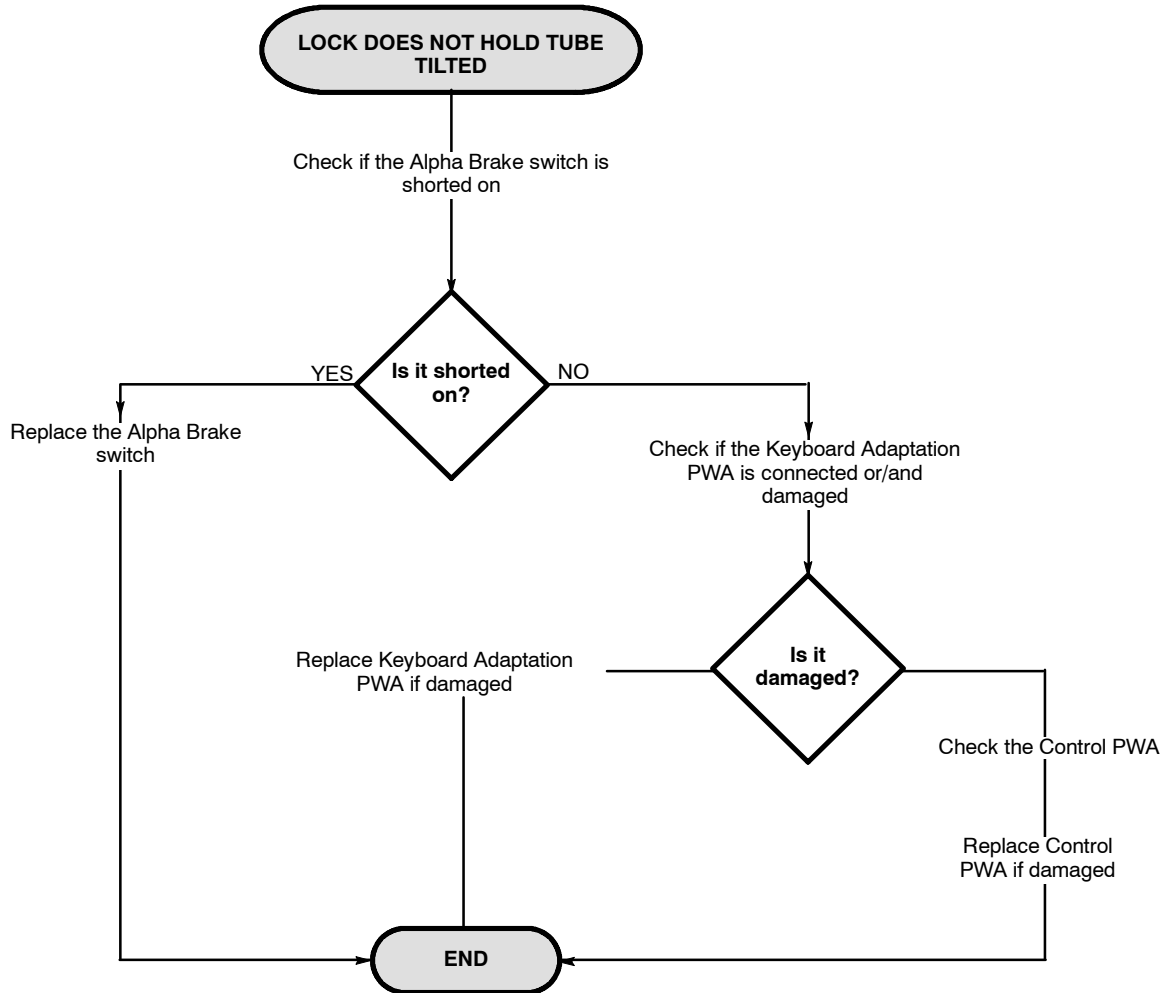 LOCK DOES NOT HOLD TUBE
TILTED
Check if the Alpha Brake switch is
shorted on
Is it shorted
on?
YES
NO
Replace the Alpha Brake
switch
Check if the Keyboard Adaptation
PWA is connected or/and
damaged
Is it
damaged?
Replace Keyboard Adaptation
PWA if damaged
Check the Control PWA
Replace Control
PWA if damaged
END